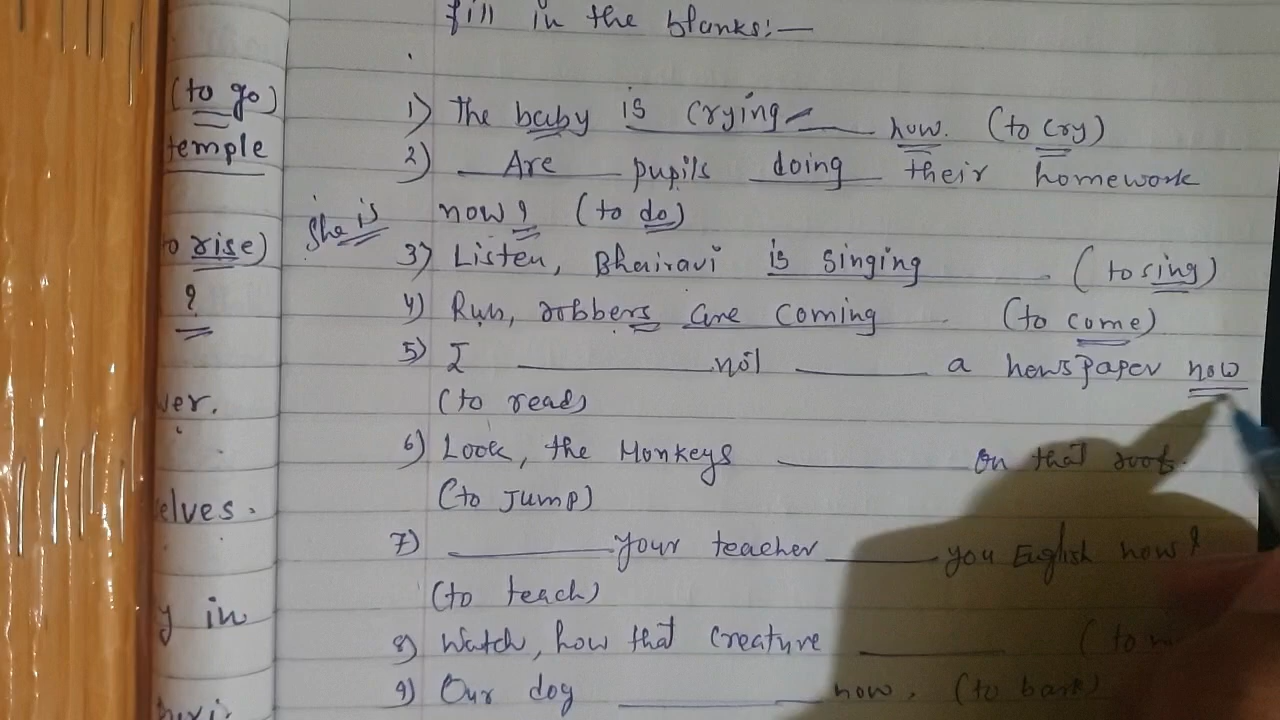 fill in the blanks:—
(to go)
temple
to rise)
?
ver.
elves.
y in
1) The baby is crying now. (to cry)
2) Are pupils doing their homework
now? (to do)
she is
3) Listen, Bhairavi is singing (to sing)
4) Run, robbers are coming (to come)
5) I not a newspaper now
(to read)
6) Look, the Monkeys on that roof.
(to Jump)
7) your teacher you English now?
(to teach)
8) Watch, how that creature (to
9) Our dog now. (to bark)